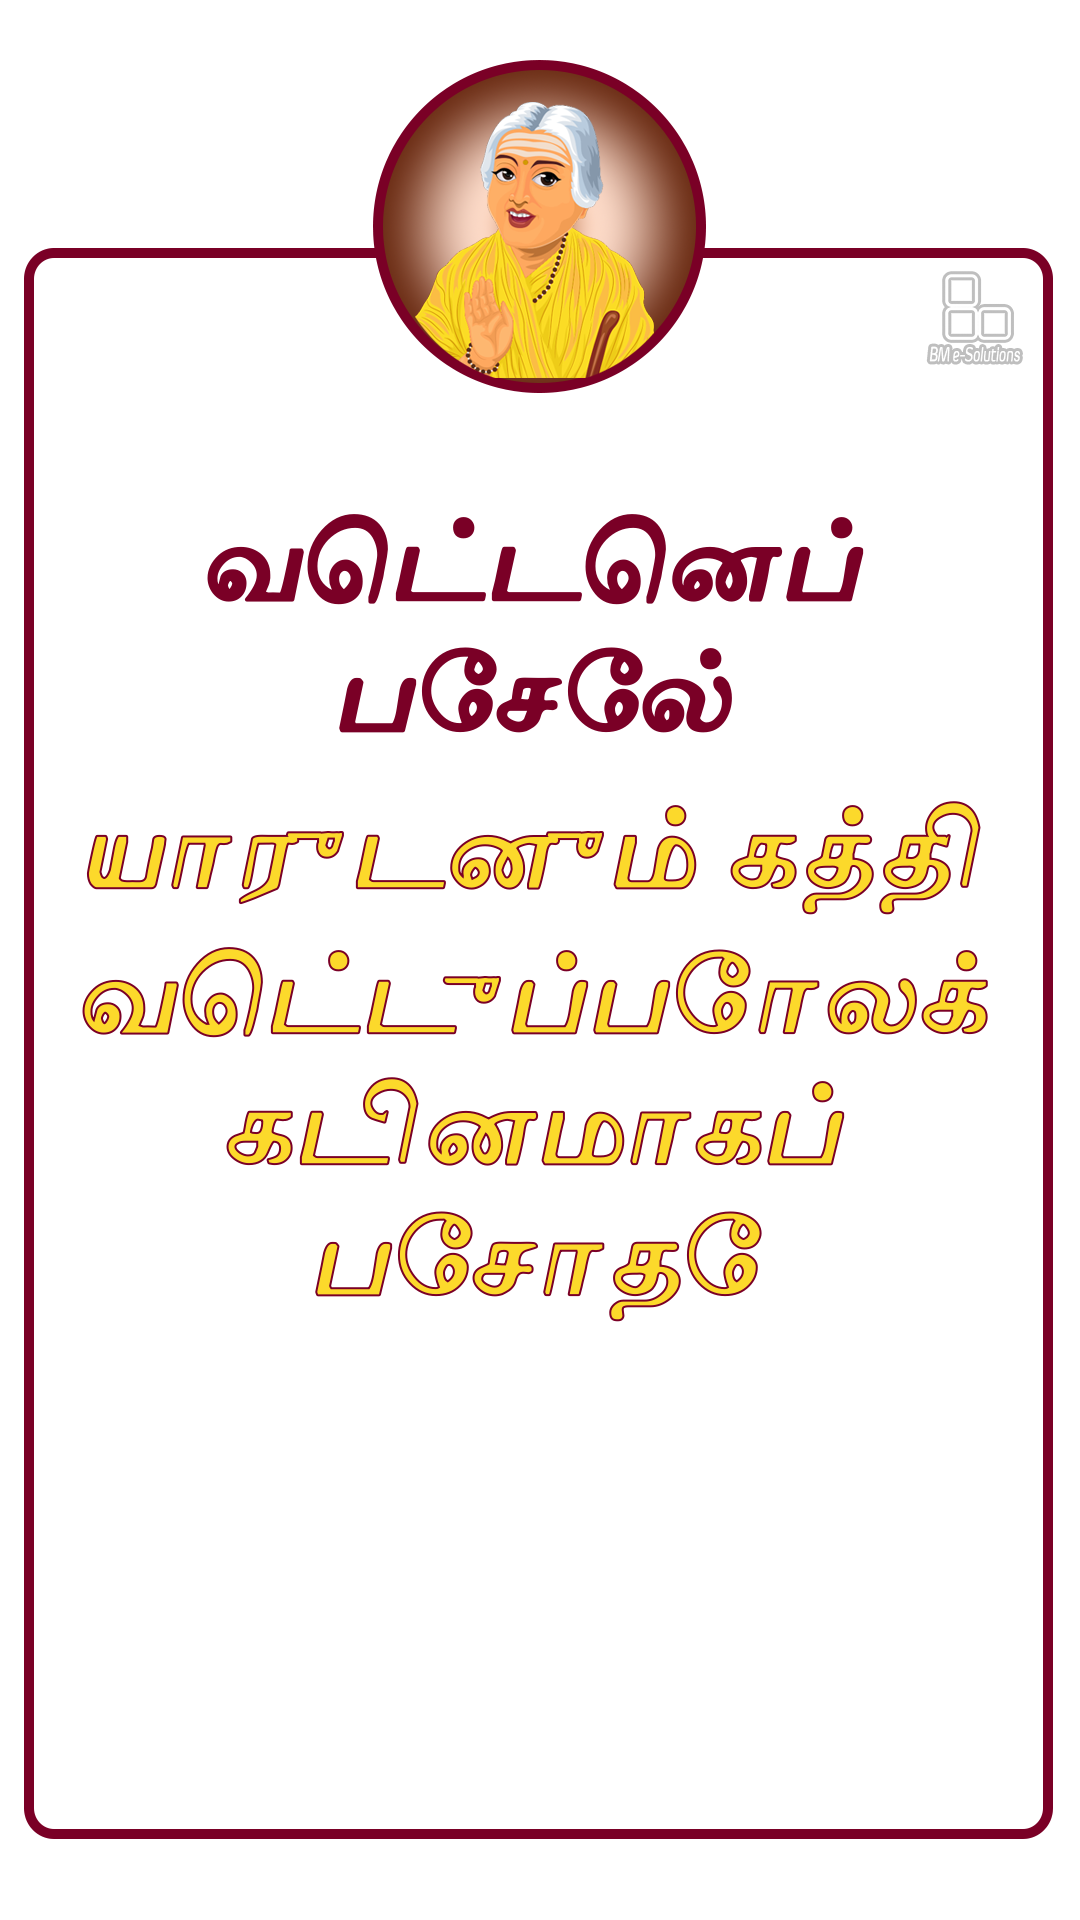 BM e-Solutions
வெட்டெனப்
பேசேல்
யாருடனும் கத்தி
வெட்டுப்போலக்
கடினமாகப்
பேசாதே